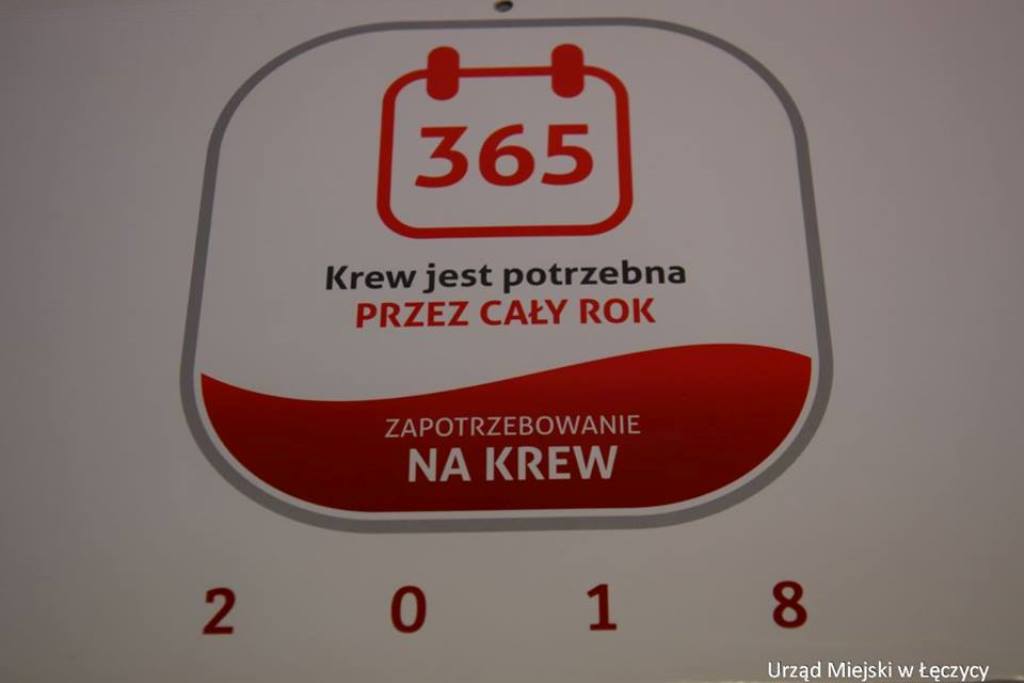 365
Krew jest potrzebna
PRZEZ CAŁY ROK
ZAPOTRZEBOWANIE
NA KREW
2 0 1 8
Urząd Miejski w Łęczycy